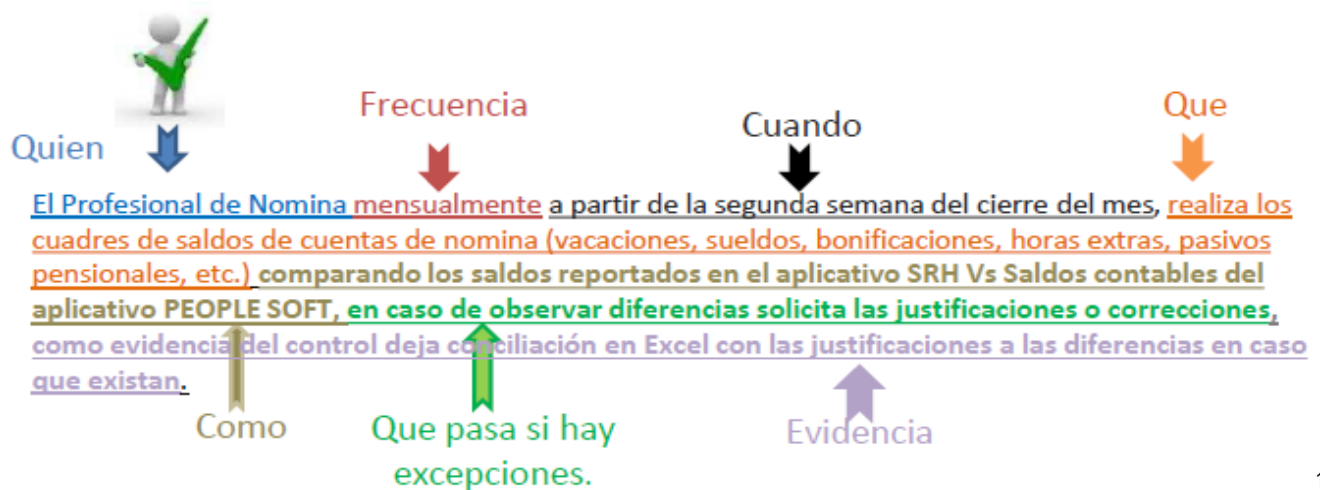 Frecuencia
Que
Cuando
Quien
El Profesional de Nomina mensualmente a partir de la segunda semana del cierre del mes, realiza los
cuadres de saldos de cuentas de nomina (vacaciones, sueldos, bonificaciones, horas extras, pasivos
pensionales, etc.) comparando los saldos reportados en el aplicativo SRH Vs Saldos contables del
aplicativo PEOPLE SOFT, en caso de observar diferencias solicita las justificaciones o correcciones,
como evidencia del control deja conciliación en Excel con las justificaciones a las diferencias en caso
que existan.
Como
Que pasa si hay
excepciones.
Evidencia